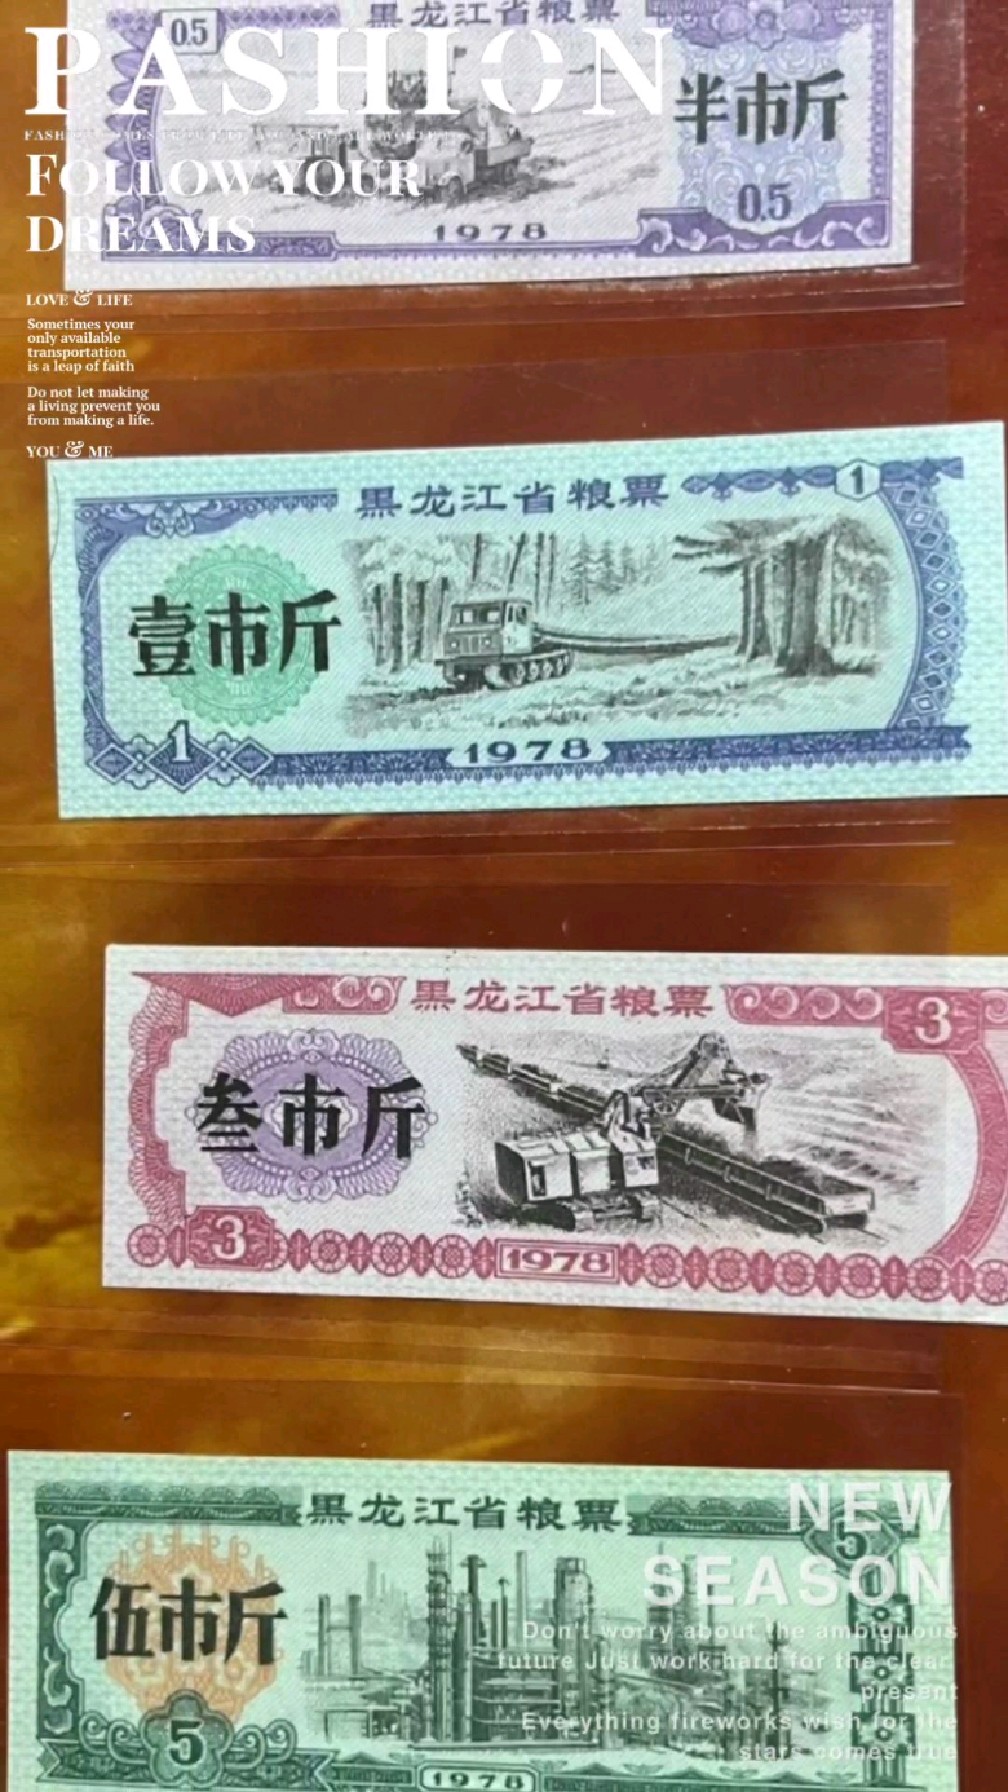 黑龙江省粮票
0.5
PASHION
半市斤
FOLLOW YOUR
DREAMS
0.5
1978
LOVE & LIFE
Sometimes your
only available
transportation
is a leap of faith
Do not let making
a living prevent you
from making a life.
YOU & ME
黑龙江省粮票
1
壹市斤
1
1978
黑龙江省粮票
3
叁市斤
3
1978
黑龙江省粮票
5
NEW
SEASON
伍市斤
Don't worry about the ambiguous
future Just work hard for the clear
present
Everything fireworks wish for the
stars comes true
5
1978